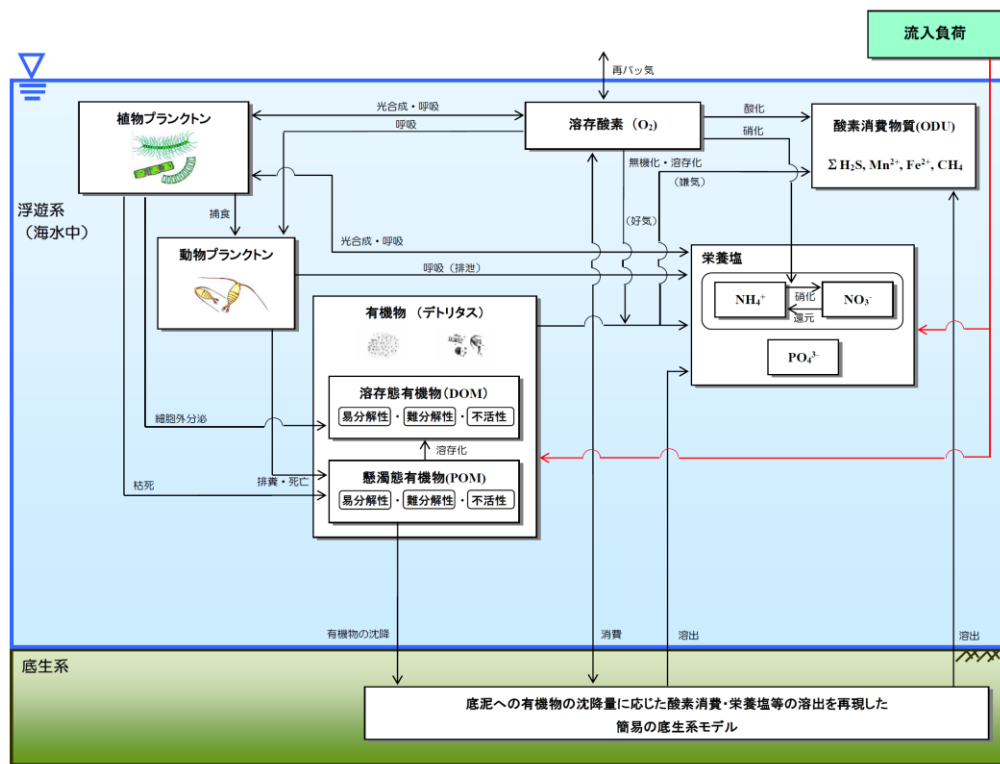 流入負荷
再バッ気
植物プランクトン
光合成・呼吸
呼吸
溶存酸素（O₂）
酸化
硝化
酸素消費物質(ODU)
ΣH₂S, Mn²⁺, Fe²⁺, CH₄
無機化・溶存化
（嫌気）
（好気）
浮遊系
（海水中）
捕食
光合成・呼吸
動物プランクトン
呼吸（排泄）
栄養塩
NH₄⁺
硝化
還元
NO₃⁻
PO₄³⁻
有機物（デトリタス）
溶存態有機物（DOM）
易分解性・難分解性・不活性
細胞外分泌
溶存化
懸濁態有機物(POM)
易分解性・難分解性・不活性
枯死
排糞・死亡
有機物の沈降
消費
溶出
溶出
底生系
底泥への有機物の沈降量に応じた酸素消費・栄養塩等の溶出を再現した
簡易の底生系モデル